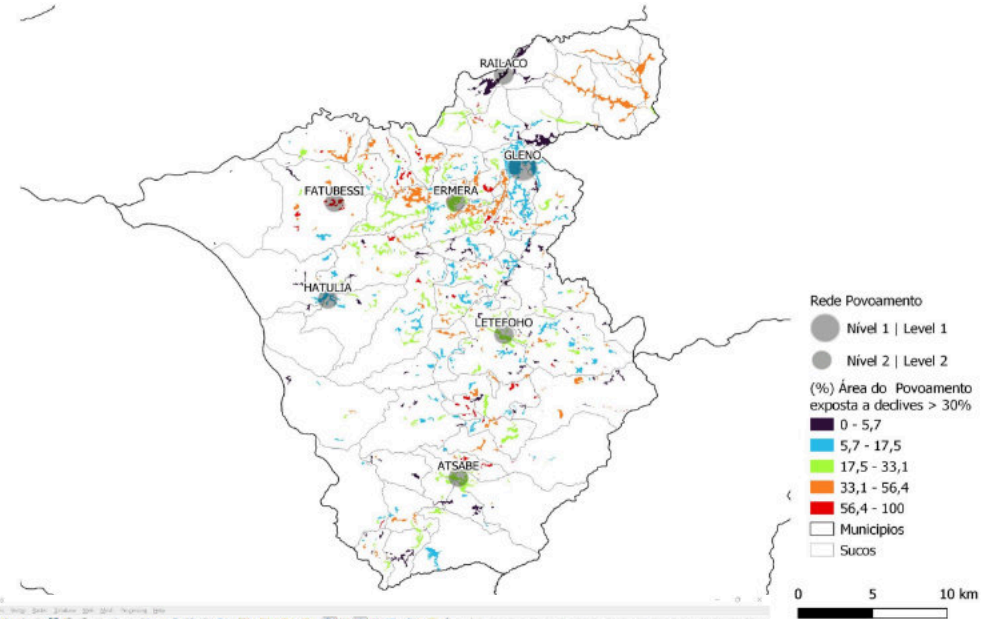 RAILACO
GLENO
FATUBESSI
ERMERA
HATULIA
LETEFOHO
ATSABE
Rede Povoamento
Nível 1 | Level 1
Nível 2 | Level 2
(%) Área do Povoamento
exposta a declives > 30%
0 - 5,7
5,7 - 17,5
17,5 - 33,1
33,1 - 56,4
56,4 - 100
Municipios
Sucos
0 5 10 km